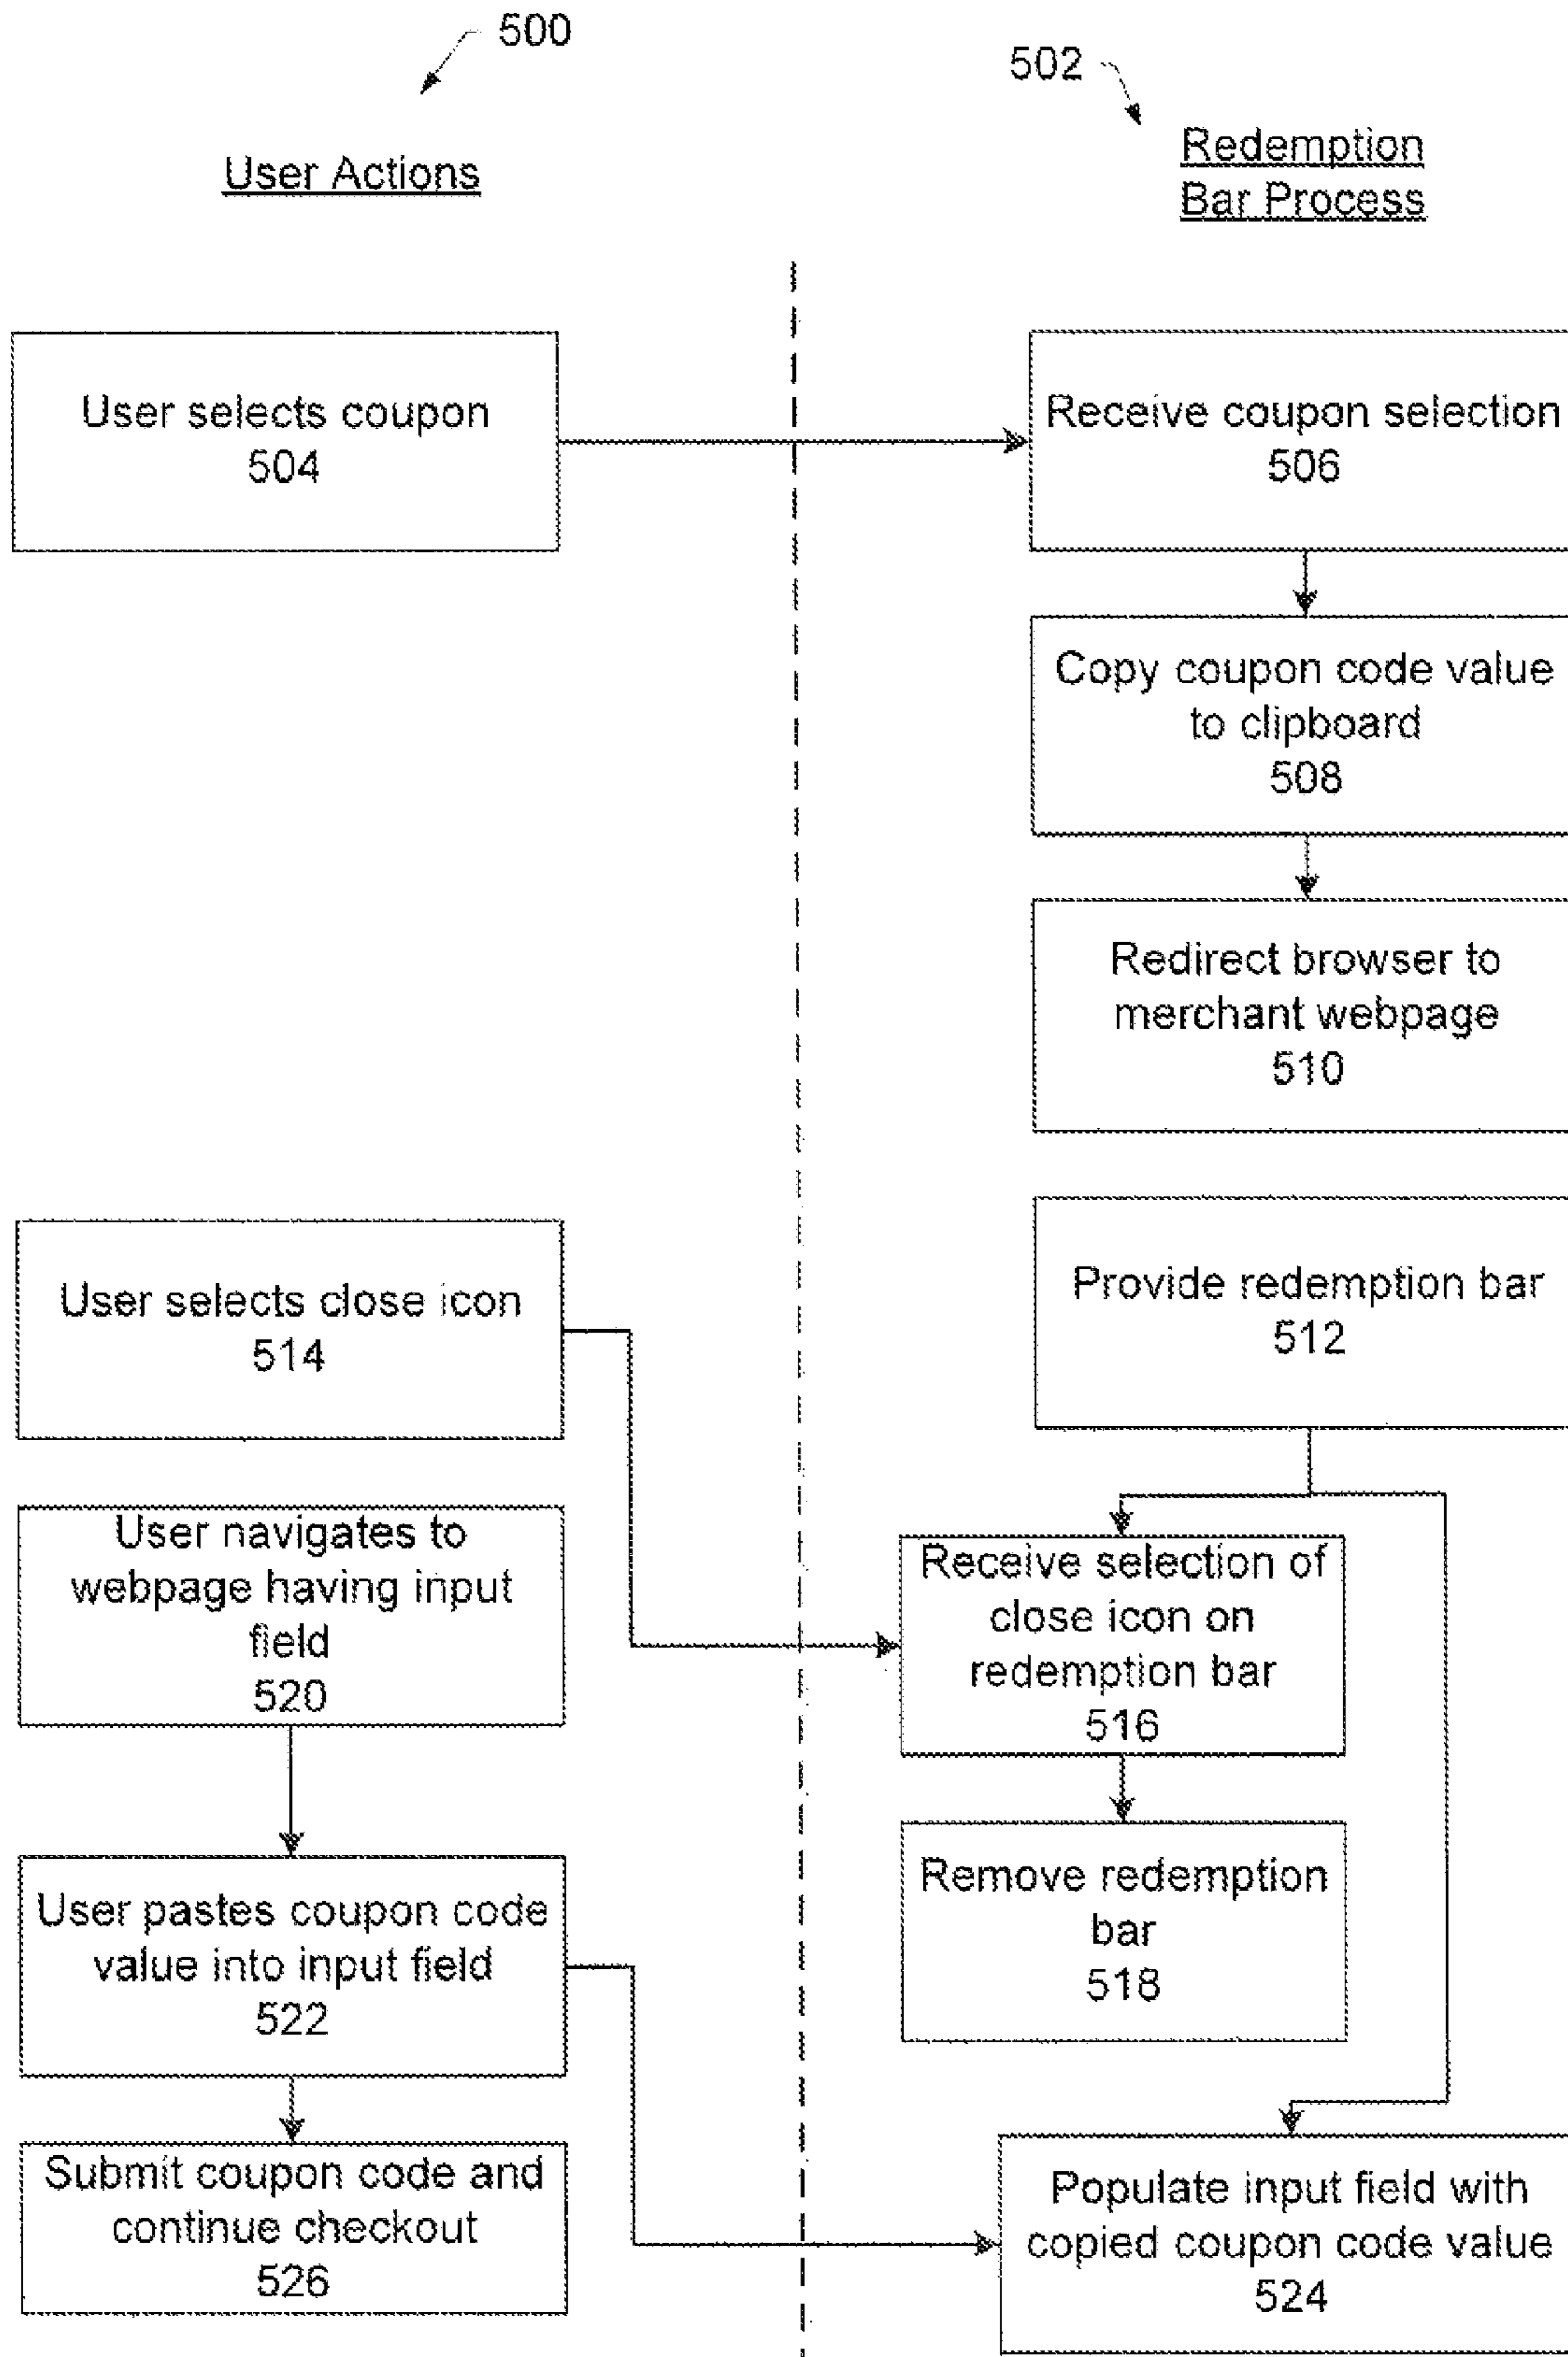 500
502
User Actions
Redemption
Bar Process
User selects coupon
504
Receive coupon selection
506
Copy coupon code value
to clipboard
508
Redirect browser to
merchant webpage
510
Provide redemption bar
512
User selects close icon
514
User navigates to
webpage having input
field
520
Receive selection of
close icon on
redemption bar
516
Remove redemption
bar
518
User pastes coupon code
value into input field
522
Submit coupon code and
continue checkout
526
Populate input field with
copied coupon code value
524